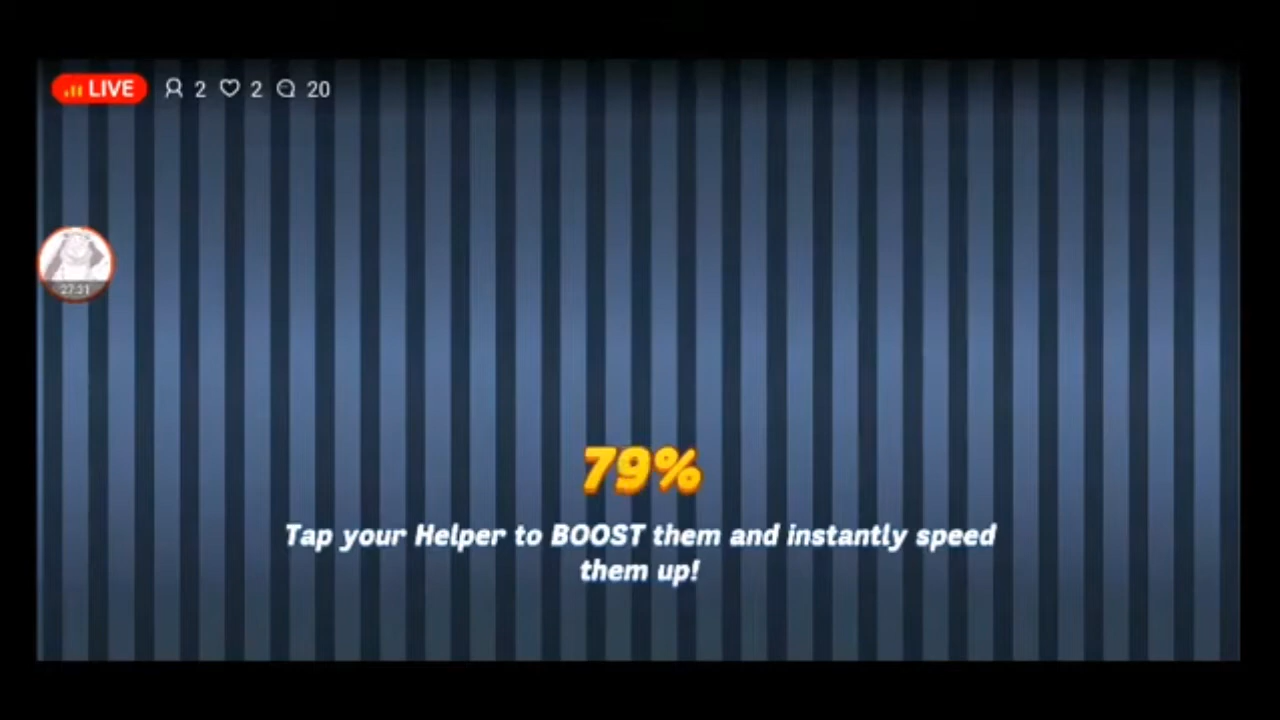 LIVE 2 2 20
27:31
79%
Tap your Helper to BOOST them and instantly speed
them up!